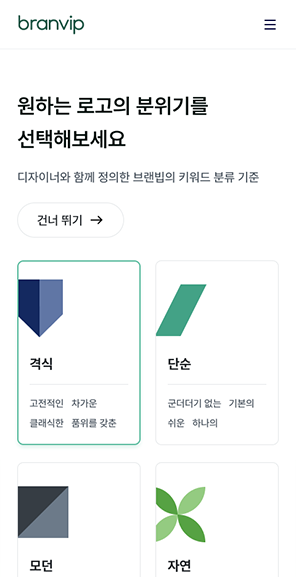 branvip
원하는 로고의 분위기를
선택해보세요
디자이너와 함께 정의한 브랜빕의 키워드 분류 기준
건너 뛰기 →
격식
고전적인 차가운
클래식한 품위를 갖춘
단순
군더더기 없는 기본의
쉬운 하나의
모던
자연